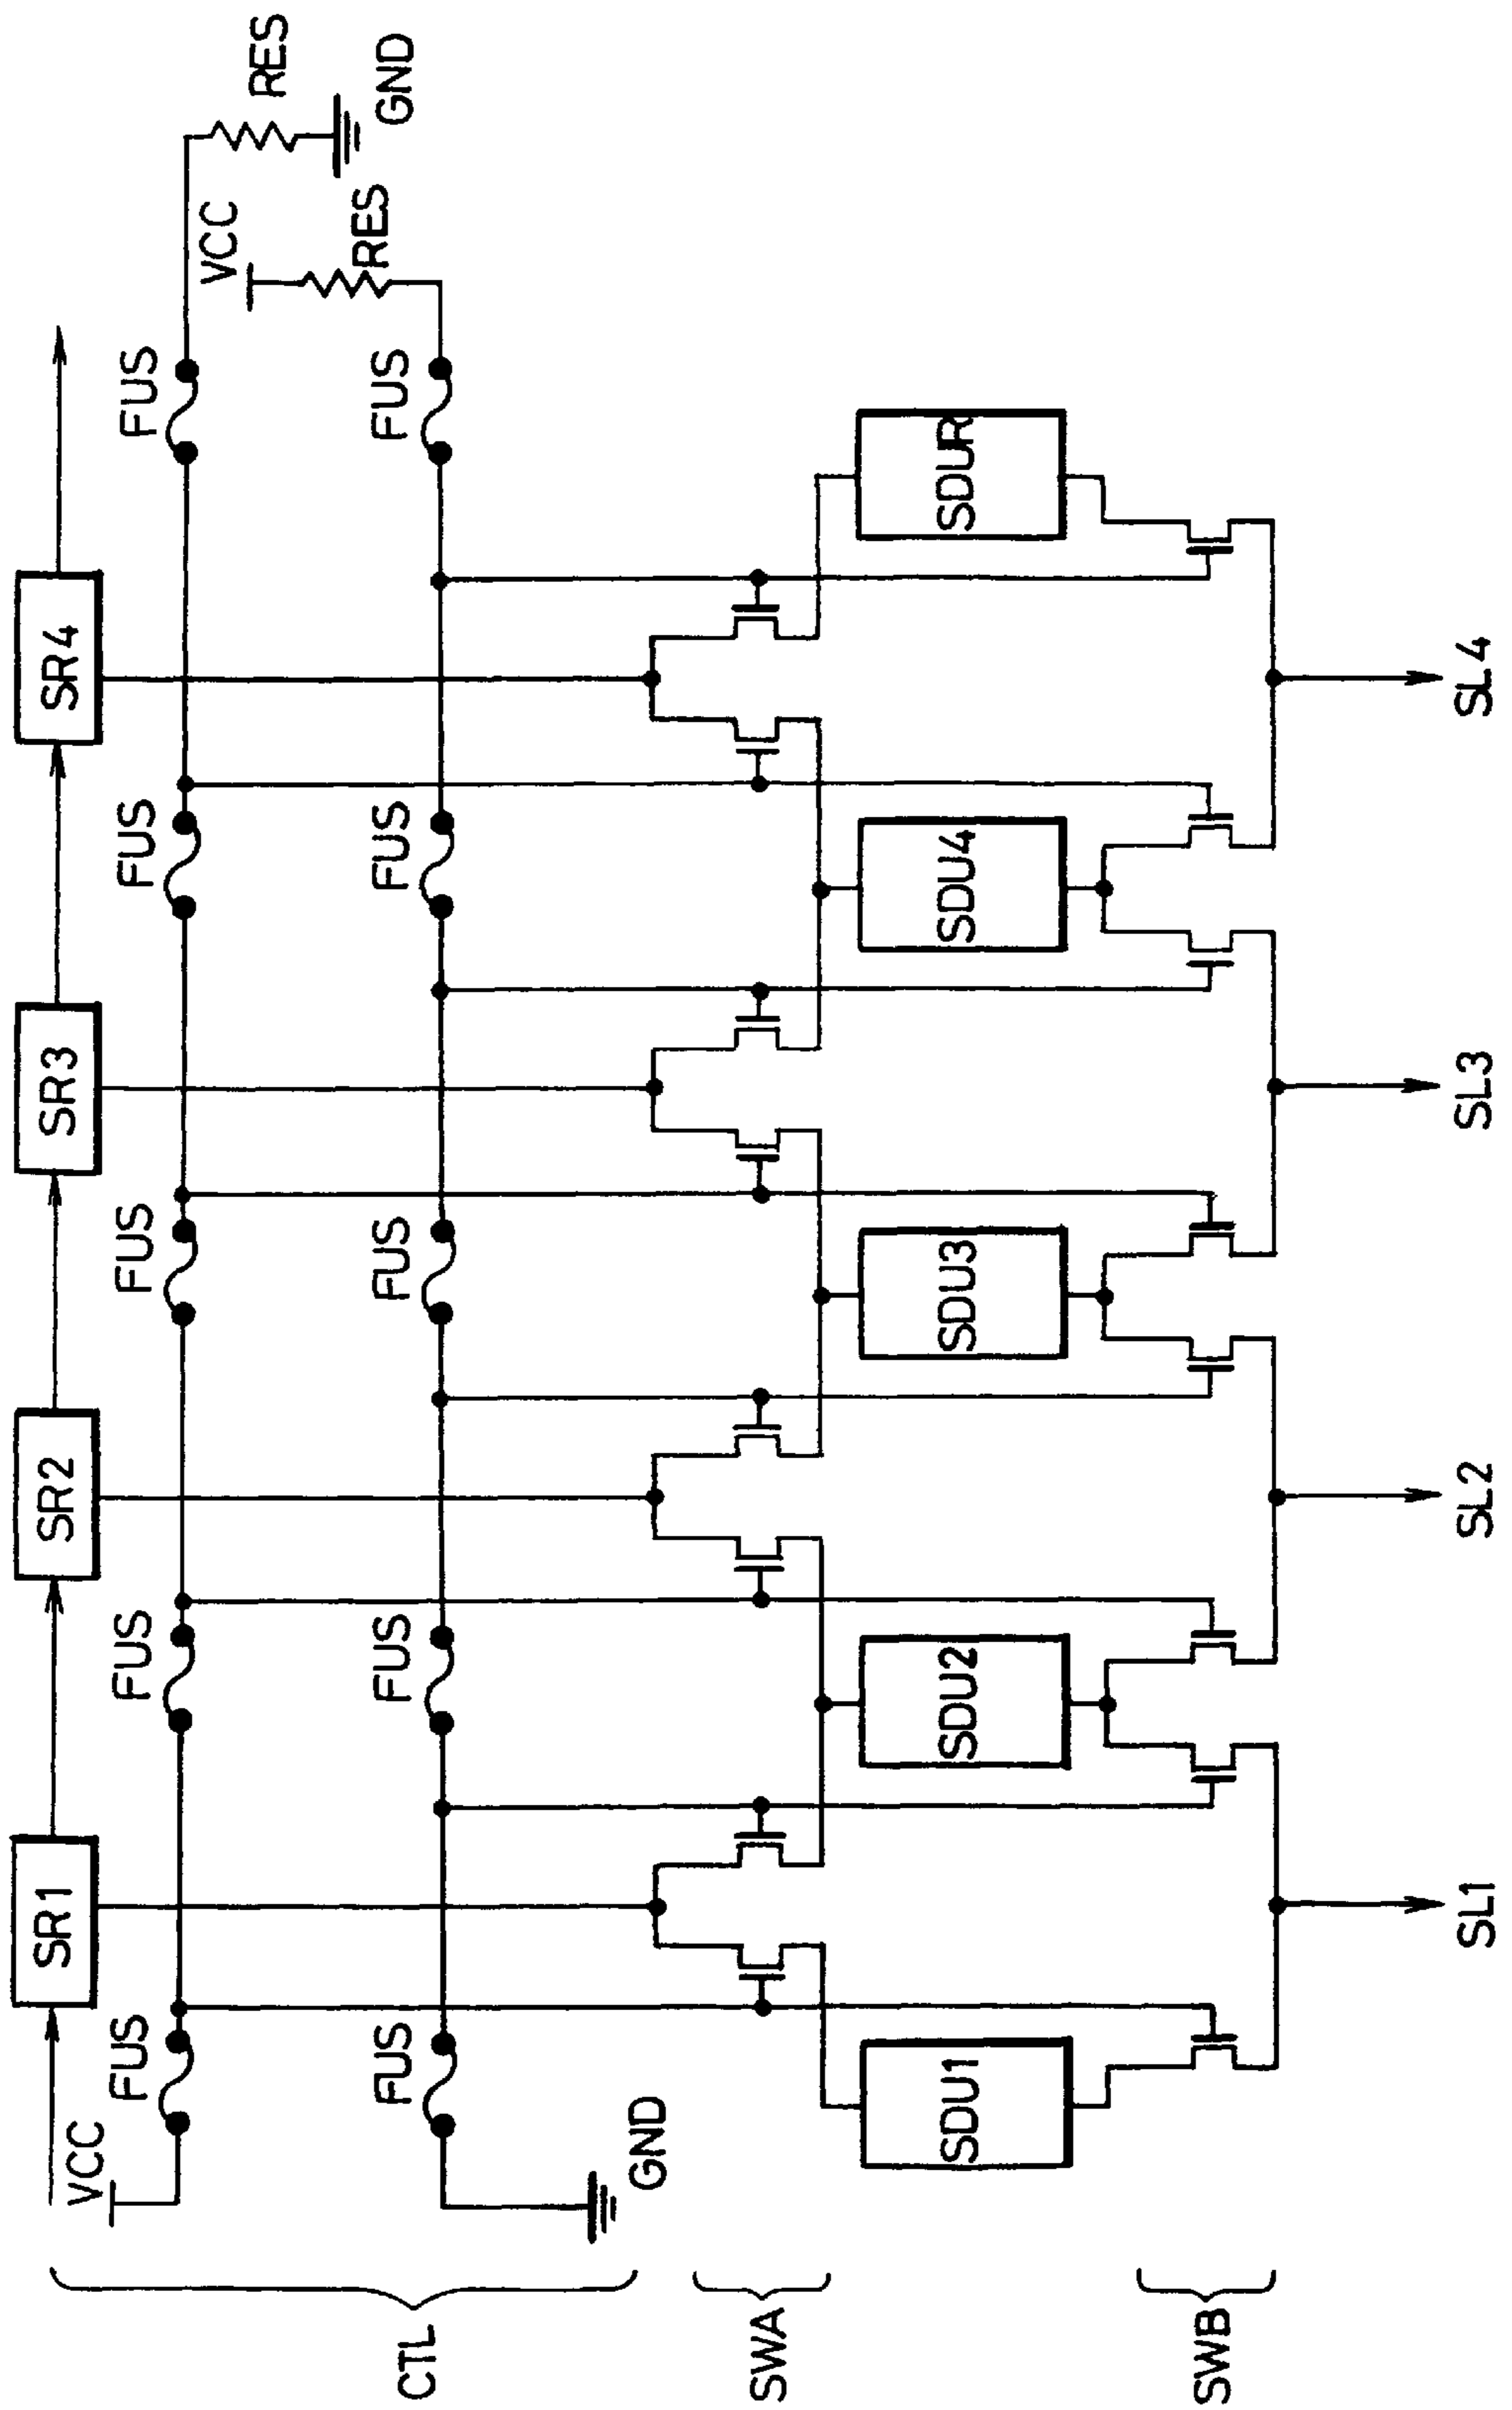 SR1
SR2
SR3
SR4
VCC
FUS
FUS
FUS
FUS
FUS
RES
GND
VCC
RES
FUS
FUS
FUS
FUS
FUS
GND
CTL
SWA
SDU1
SDU2
SDU3
SDU4
SDUR
SWB
SL1
SL2
SL3
SL4